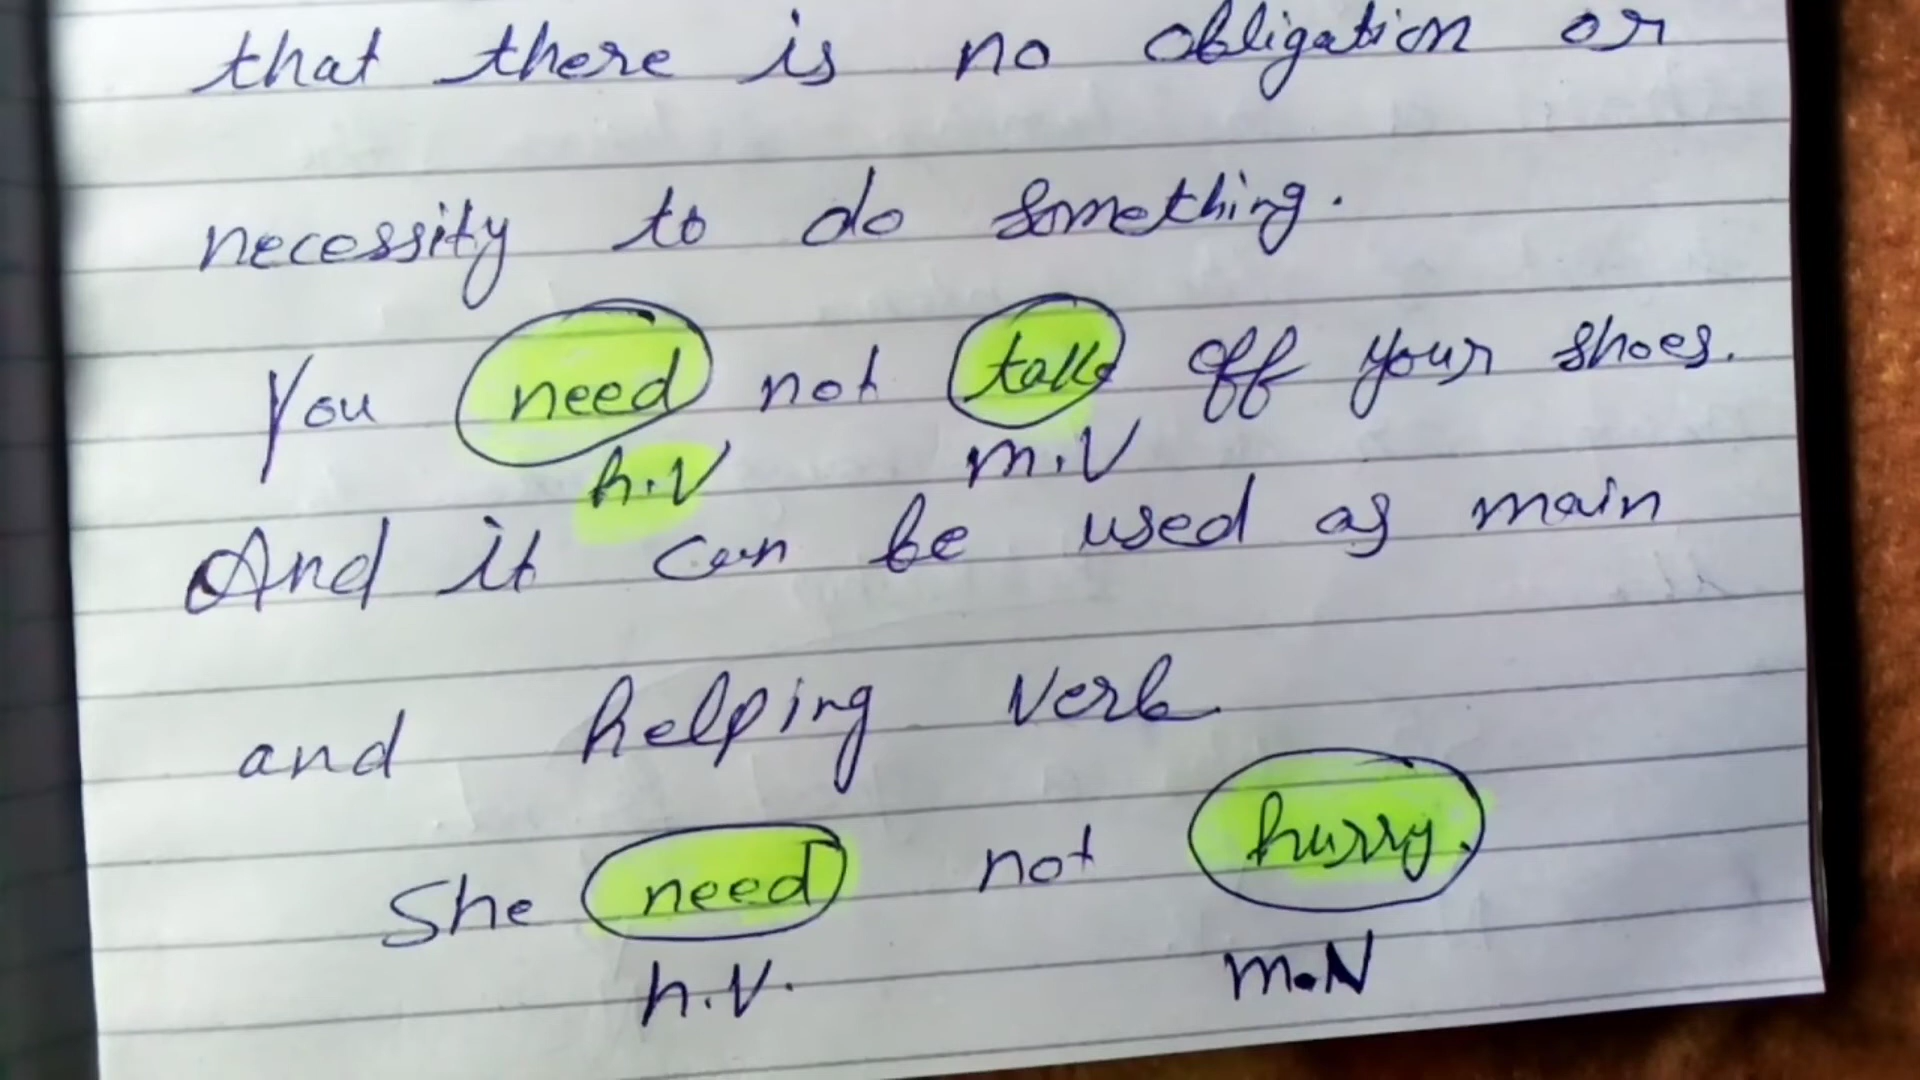 that there is no obligation or
necessity to do something.
You need not take off your shoes.
h.V m.V
And it can be used as main
and helping verb
She need not hurry.
h.V. m.V